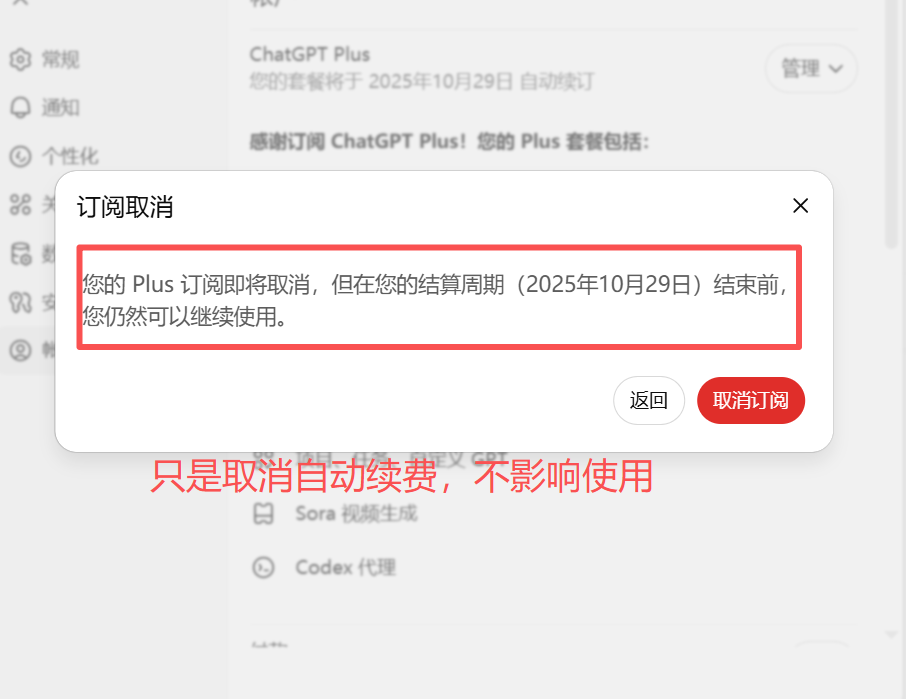 常规
ChatGPT Plus
您的套餐将于 2025年10月29日 自动续订
管理
通知
感谢订阅 ChatGPT Plus！您的 Plus 套餐包括：
个性化
订阅取消
您的 Plus 订阅即将取消，但在您的结算周期（2025年10月29日）结束前，
您仍然可以继续使用。
返回
取消订阅
只是取消自动续费，不影响使用
Sora 视频生成
Codex 代理